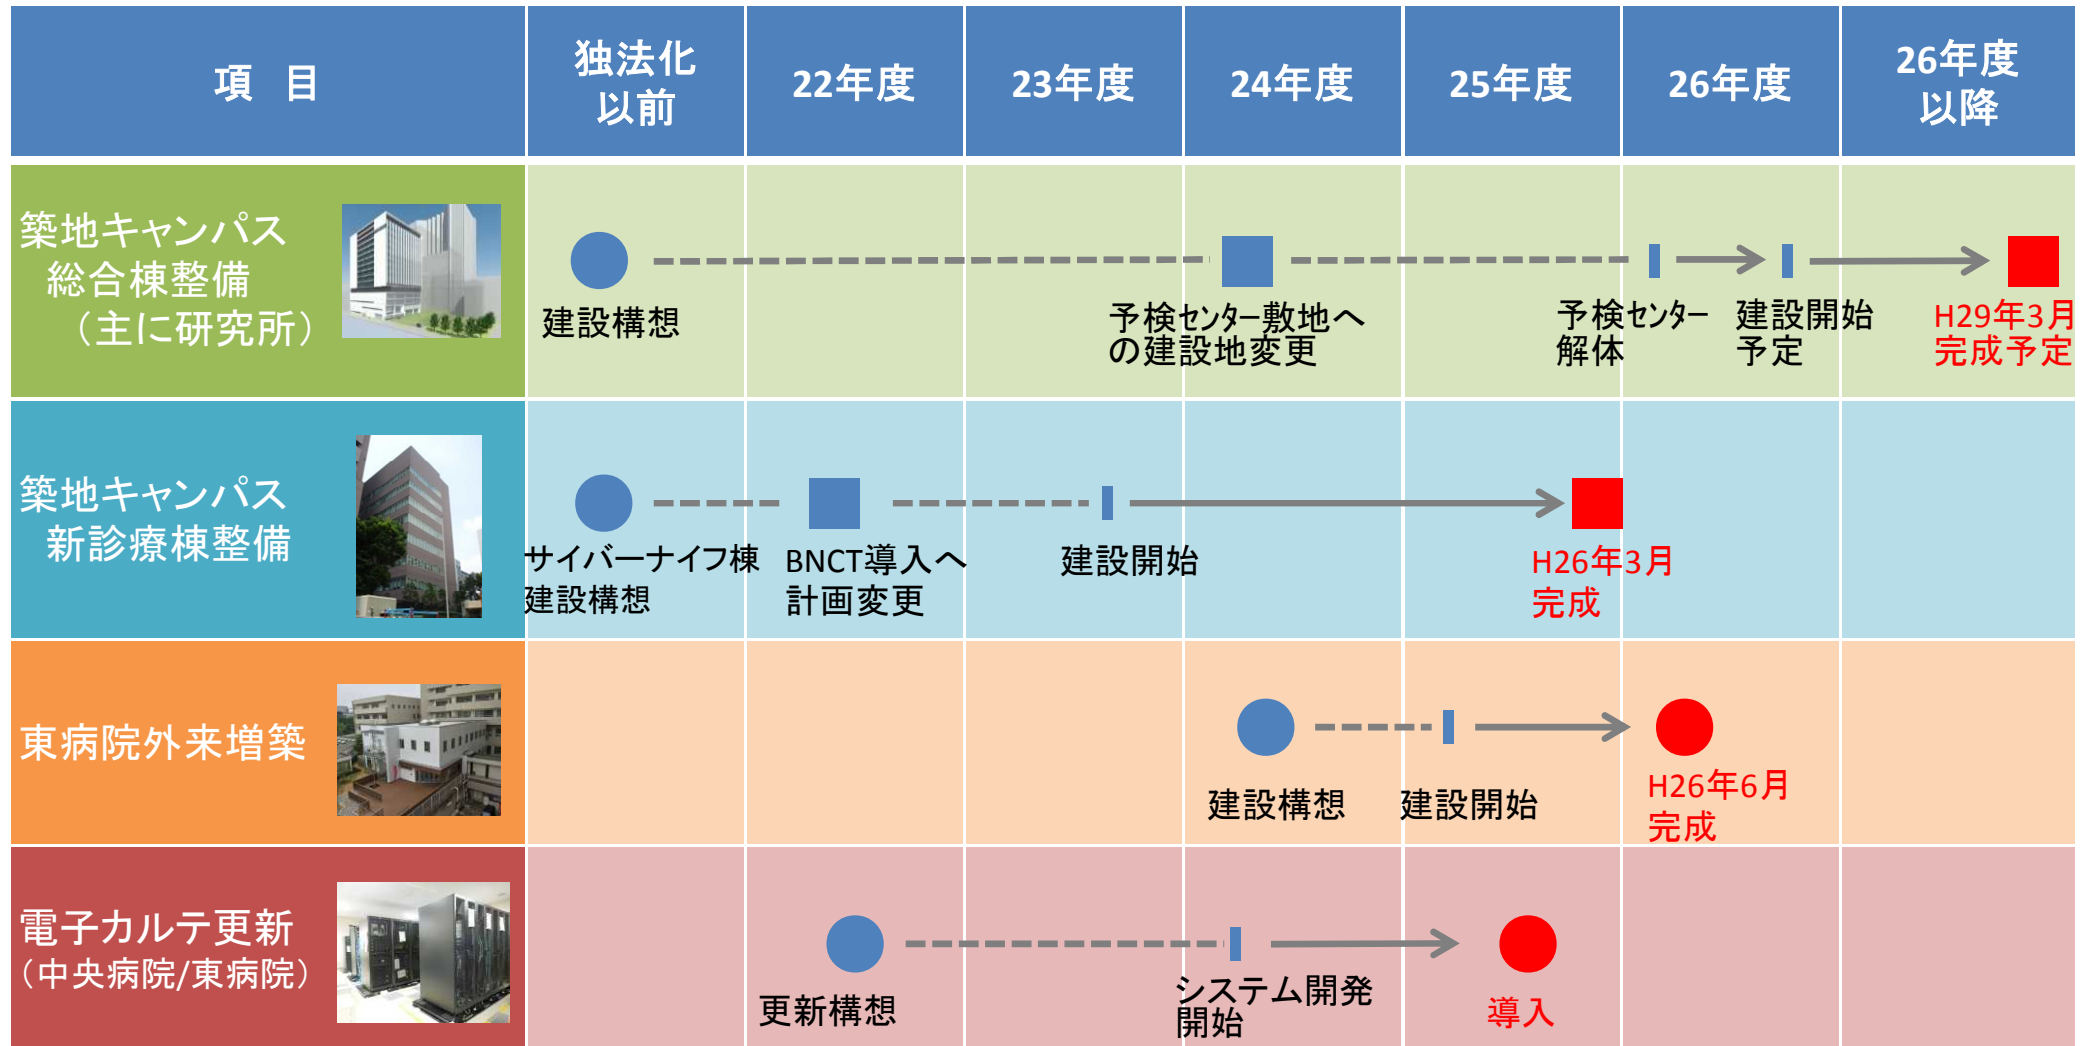 項 目
独法化
以前
22年度
23年度
24年度
25年度
26年度
26年度
以降
築地キャンパス
総合棟整備
（主に研究所）
建設構想
予検センター敷地へ
の建設地変更
予検センター
解体
建設開始
予定
H29年3月
完成予定
築地キャンパス
新診療棟整備
サイバーナイフ棟
建設構想
BNCT導入へ
計画変更
建設開始
H26年3月
完成
東病院外来増築
建設構想
建設開始
H26年6月
完成
電子カルテ更新
（中央病院/東病院）
更新構想
システム開発
開始
導入